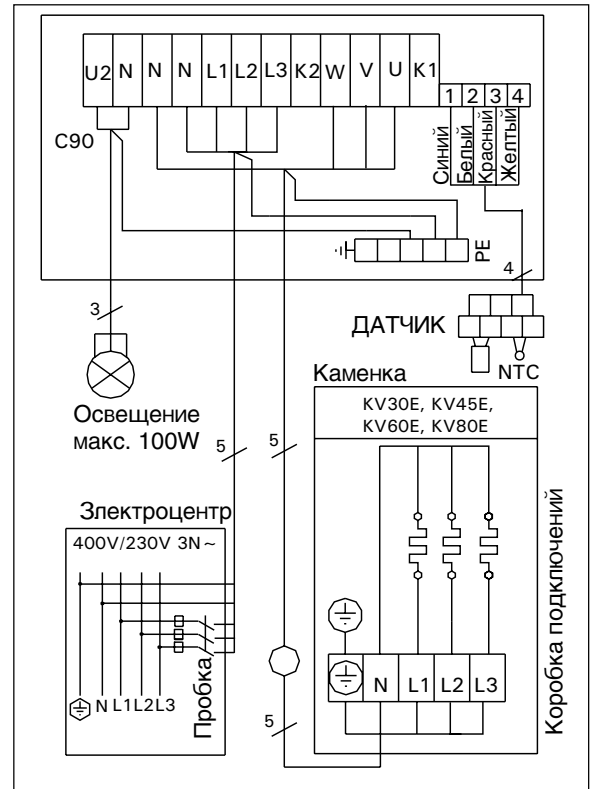 U2 N N N L1 L2 L3 K2 W V U K1
1 2 3 4
C90
Синий
Белый
Красный
Желтый
PE
4
3
ДАТЧИК
NTC
Освещение
макс. 100W
5
5
Каменка
KV30E, KV45E,
KV60E, KV80E
Злектроцентр
400V/230V 3N~
Пробка
N L1 L2 L3
5
N L1 L2 L3
Коробка подключений